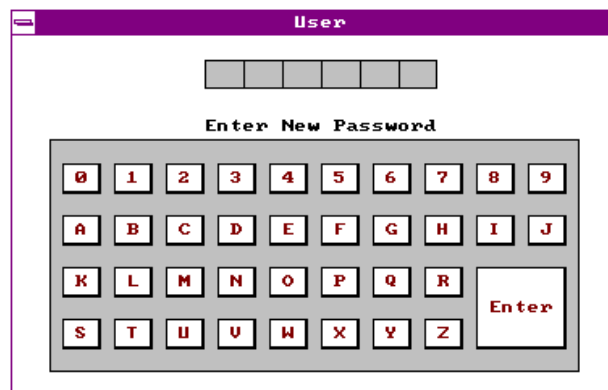 User
Enter New Password
0 1 2 3 4 5 6 7 8 9
A B C D E F G H I J
K L M N O P Q R
Enter
S T U V W X Y Z